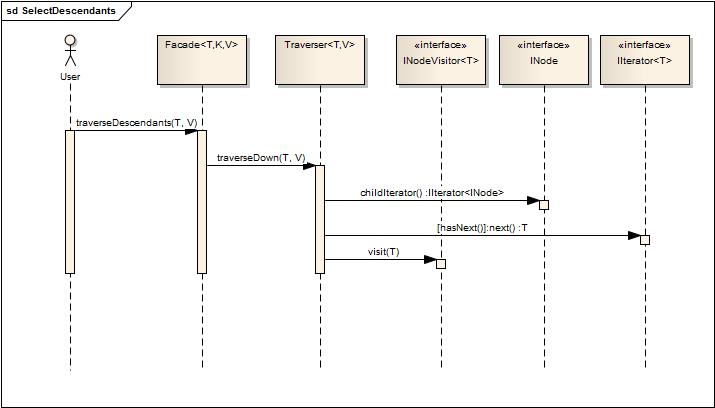 sd SelectDescendants
User
Facade<T,K,V>
Traverser<T,V>
«interface»
INodeVisitor<T>
«interface»
INode
«interface»
IIterator<T>
traverseDescendants(T, V)
traverseDown(T, V)
childIterator() :IIterator<INode>
[hasNext()]:next() :T
visit(T)